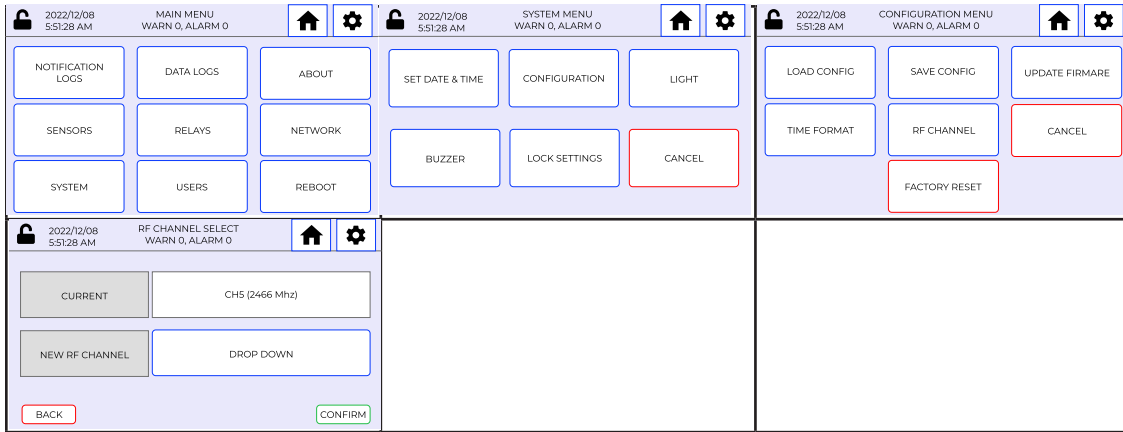 2022/12/08
5:51:28 AM
MAIN MENU
WARN 0, ALARM 0
NOTIFICATION
LOGS
DATA LOGS
ABOUT
SENSORS
RELAYS
NETWORK
SYSTEM
USERS
REBOOT
2022/12/08
5:51:28 AM
SYSTEM MENU
WARN 0, ALARM 0
SET DATE & TIME
CONFIGURATION
LIGHT
BUZZER
LOCK SETTINGS
CANCEL
2022/12/08
5:51:28 AM
CONFIGURATION MENU
WARN 0, ALARM 0
LOAD CONFIG
SAVE CONFIG
UPDATE FIRMARE
TIME FORMAT
RF CHANNEL
CANCEL
FACTORY RESET
2022/12/08
5:51:28 AM
RF CHANNEL SELECT
WARN 0, ALARM 0
CURRENT
CH5 (2466 Mhz)
NEW RF CHANNEL
DROP DOWN
BACK
CONFIRM